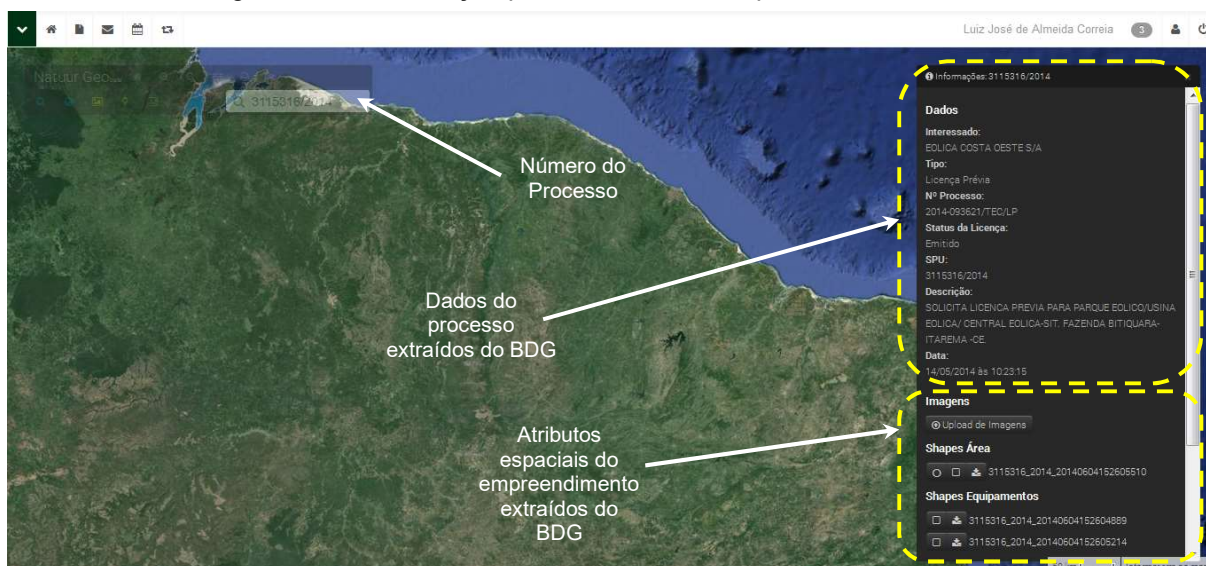 Luiz José de Almeida Correia 3
Natuur Geo...
3115316/2014
Número do
Processo
Dados do
processo
extraídos do BDG
Atributos
espaciais do
empreendimento
extraídos do
BDG
Informações: 3115316/2014
Dados
Interessado:
EOLICA COSTA OESTE S/A
Tipo:
Licença Prévia
Nº Processo:
2014-093621/TEC/LP
Status da Licença:
Emitido
SPU:
3115316/2014
Descrição:
SOLICITA LICENCA PREVIA PARA PARQUE EOLICO/USINA
EOLICA/ CENTRAL EOLICA-SIT. FAZENDA BITIQUARA-
ITAREMA -CE.
Data:
14/05/2014 às 10:23:15
Imagens
Upload de Imagens
Shapes Área
3115316_2014_20140604152605510
Shapes Equipamentos
3115316_2014_20140604152604889
3115316_2014_20140604152605214